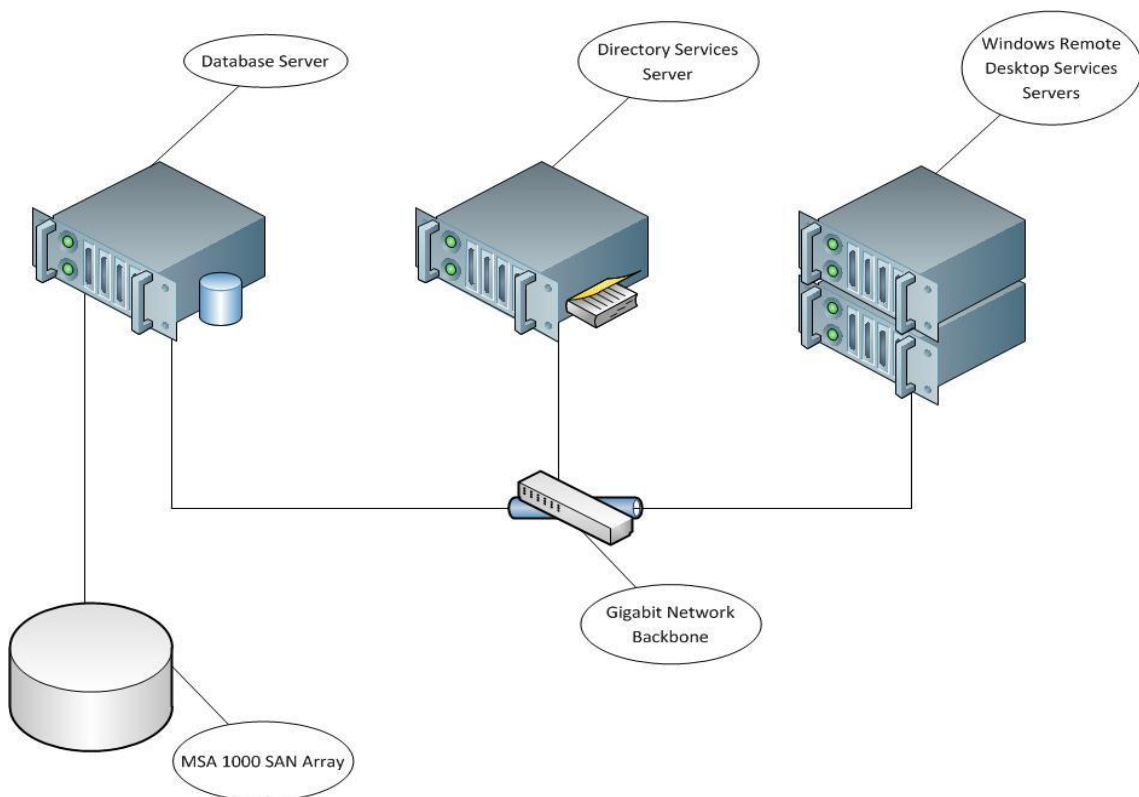 Database Server
Directory Services
Server
Windows Remote
Desktop Services
Servers
Gigabit Network
Backbone
MSA 1000 SAN Array